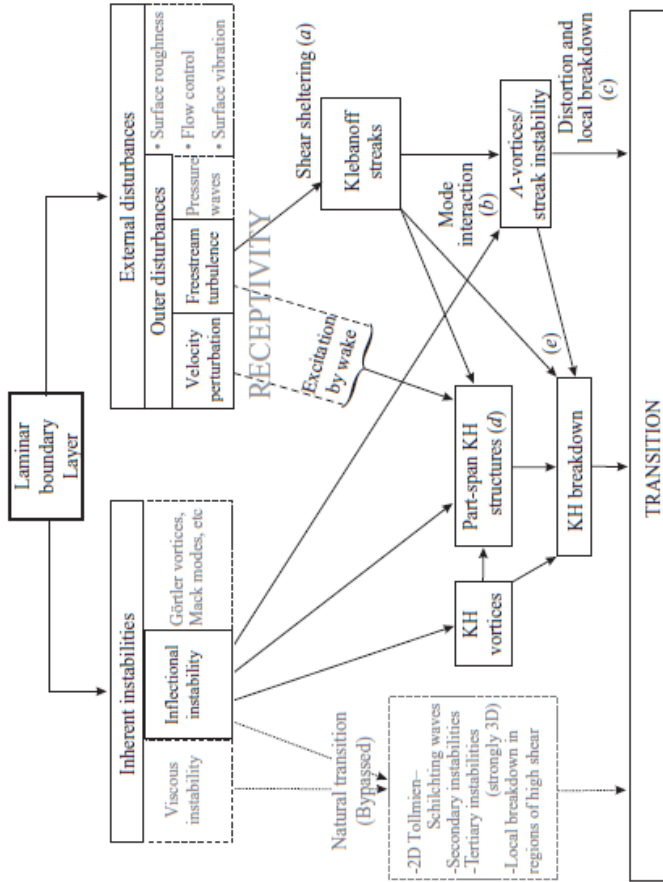 Laminar
boundary
Layer
Inherent instabilities
Viscous
instability
Inflectional
instability
Görtler vortices,
Mack modes, etc
External disturbances
Outer disturbances
Velocity
perturbation
Freestream
turbulence
Pressure
waves
• Surface roughness
• Flow control
• Surface vibration
RECEPTIVITY
Natural transition
(Bypassed)
Excitation
by wake
Shear sheltering (a)
Klebanoff
streaks
-2D Tollmien–
Schilchting waves
-Secondary instabilities
-Tertiary instabilities
(strongly 3D)
-Local breakdown in
regions of high shear
KH
vortices
Part-span KH
structures (d)
Mode
interaction
(b)
Λ-vortices/
streak instability
(e)
KH breakdown
Distortion and
local breakdown
(c)
TRANSITION